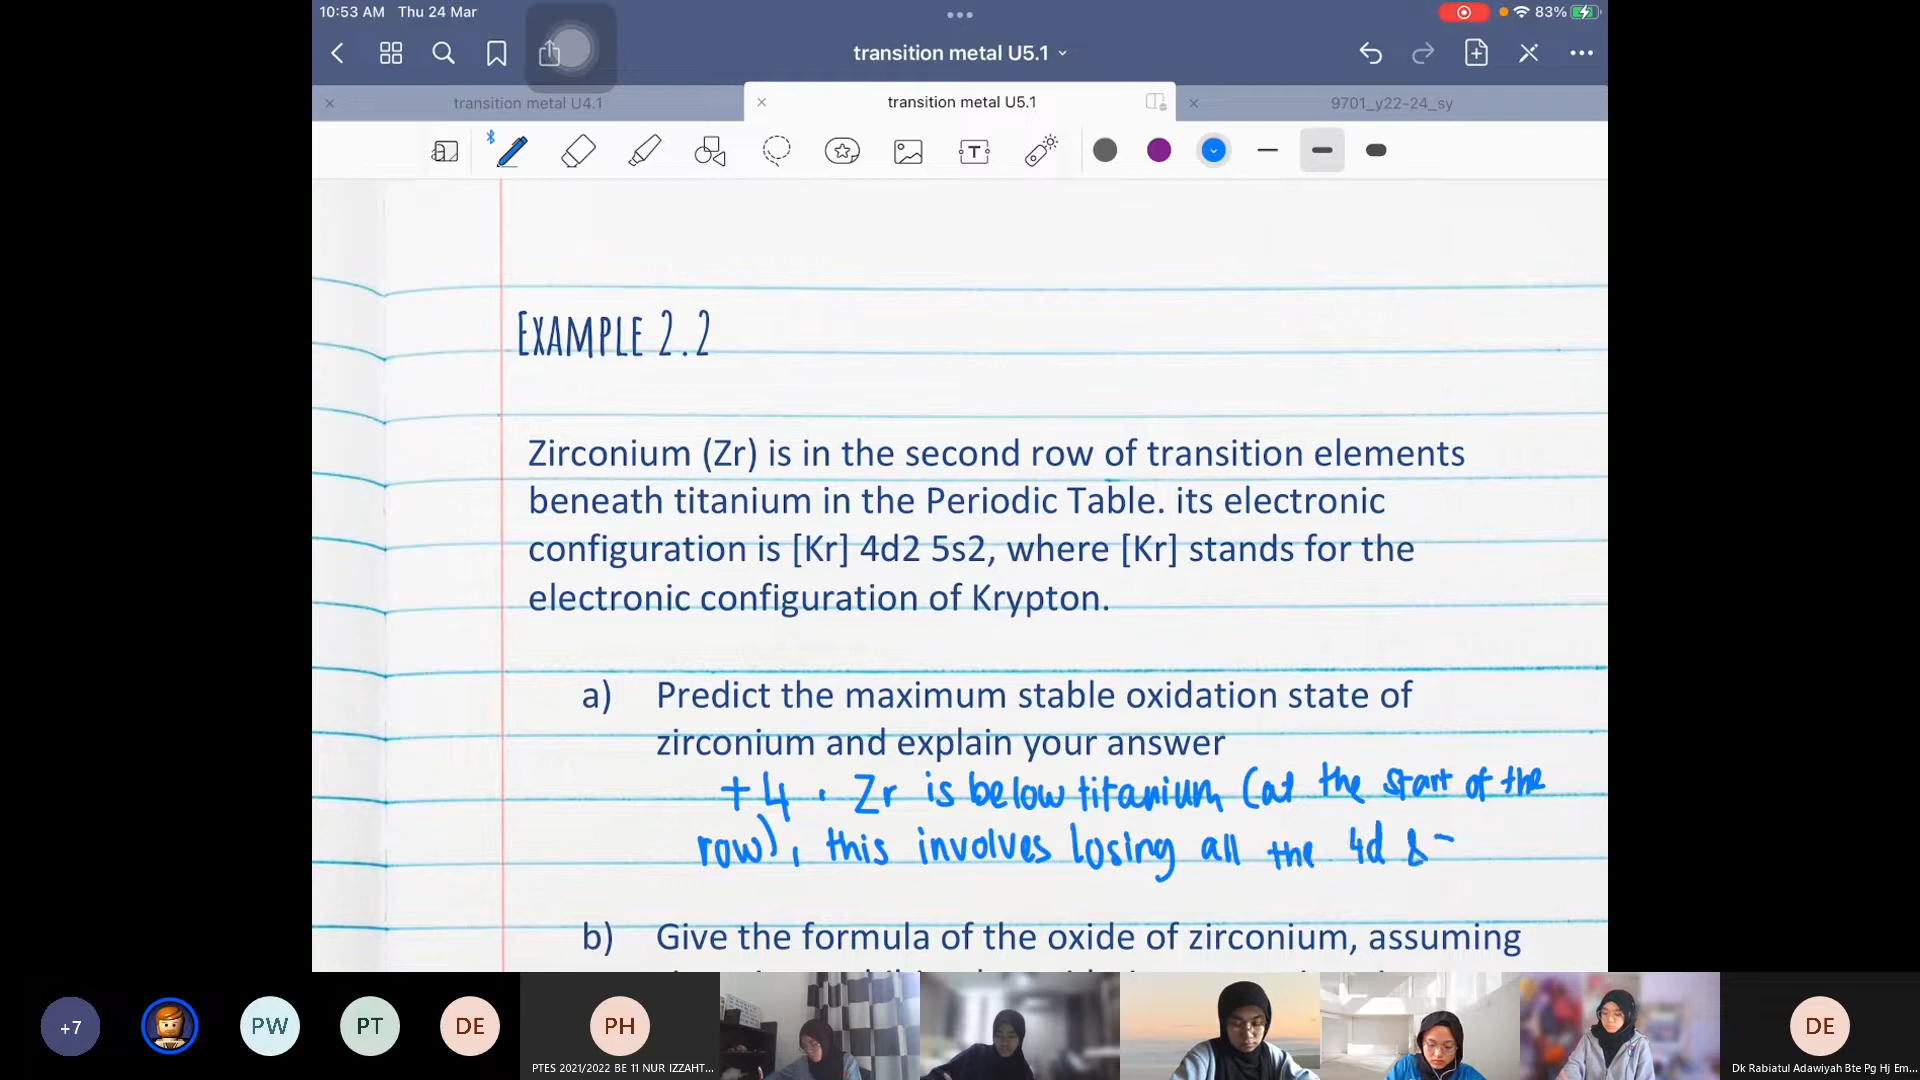 10:53 AM Thu 24 Mar
83%
transition metal U5.1
transition metal U4.1
transition metal U5.1
9701_y22-24_sy
EXAMPLE 2.2
Zirconium (Zr) is in the second row of transition elements
beneath titanium in the Periodic Table. its electronic
configuration is [Kr] 4d2 5s2, where [Kr] stands for the
electronic configuration of Krypton.
a) Predict the maximum stable oxidation state of
zirconium and explain your answer
+4. Zr is below titanium (at the start of the
row), this involves losing all the 4d &
b) Give the formula of the oxide of zirconium, assuming
+7
PW
PT
DE
PH
PTES 2021/2022 BE 11 NUR IZZAHT...
DE
Dk Rabiatul Adawiyah Bte Pg Hj Em...